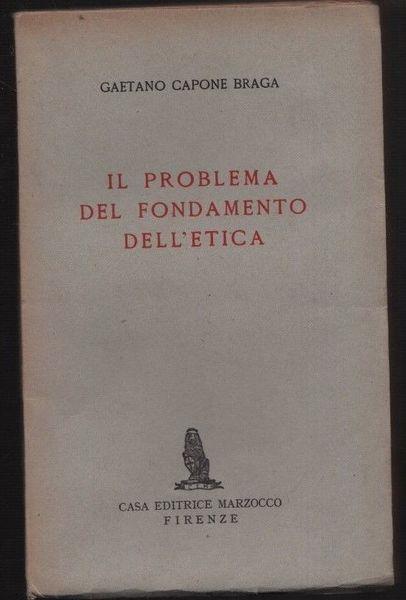 GAETANO CAPONE BRAGA
IL PROBLEMA
DEL FONDAMENTO
DELL'ETICA
CASA EDITRICE MARZOCCO
FIRENZE